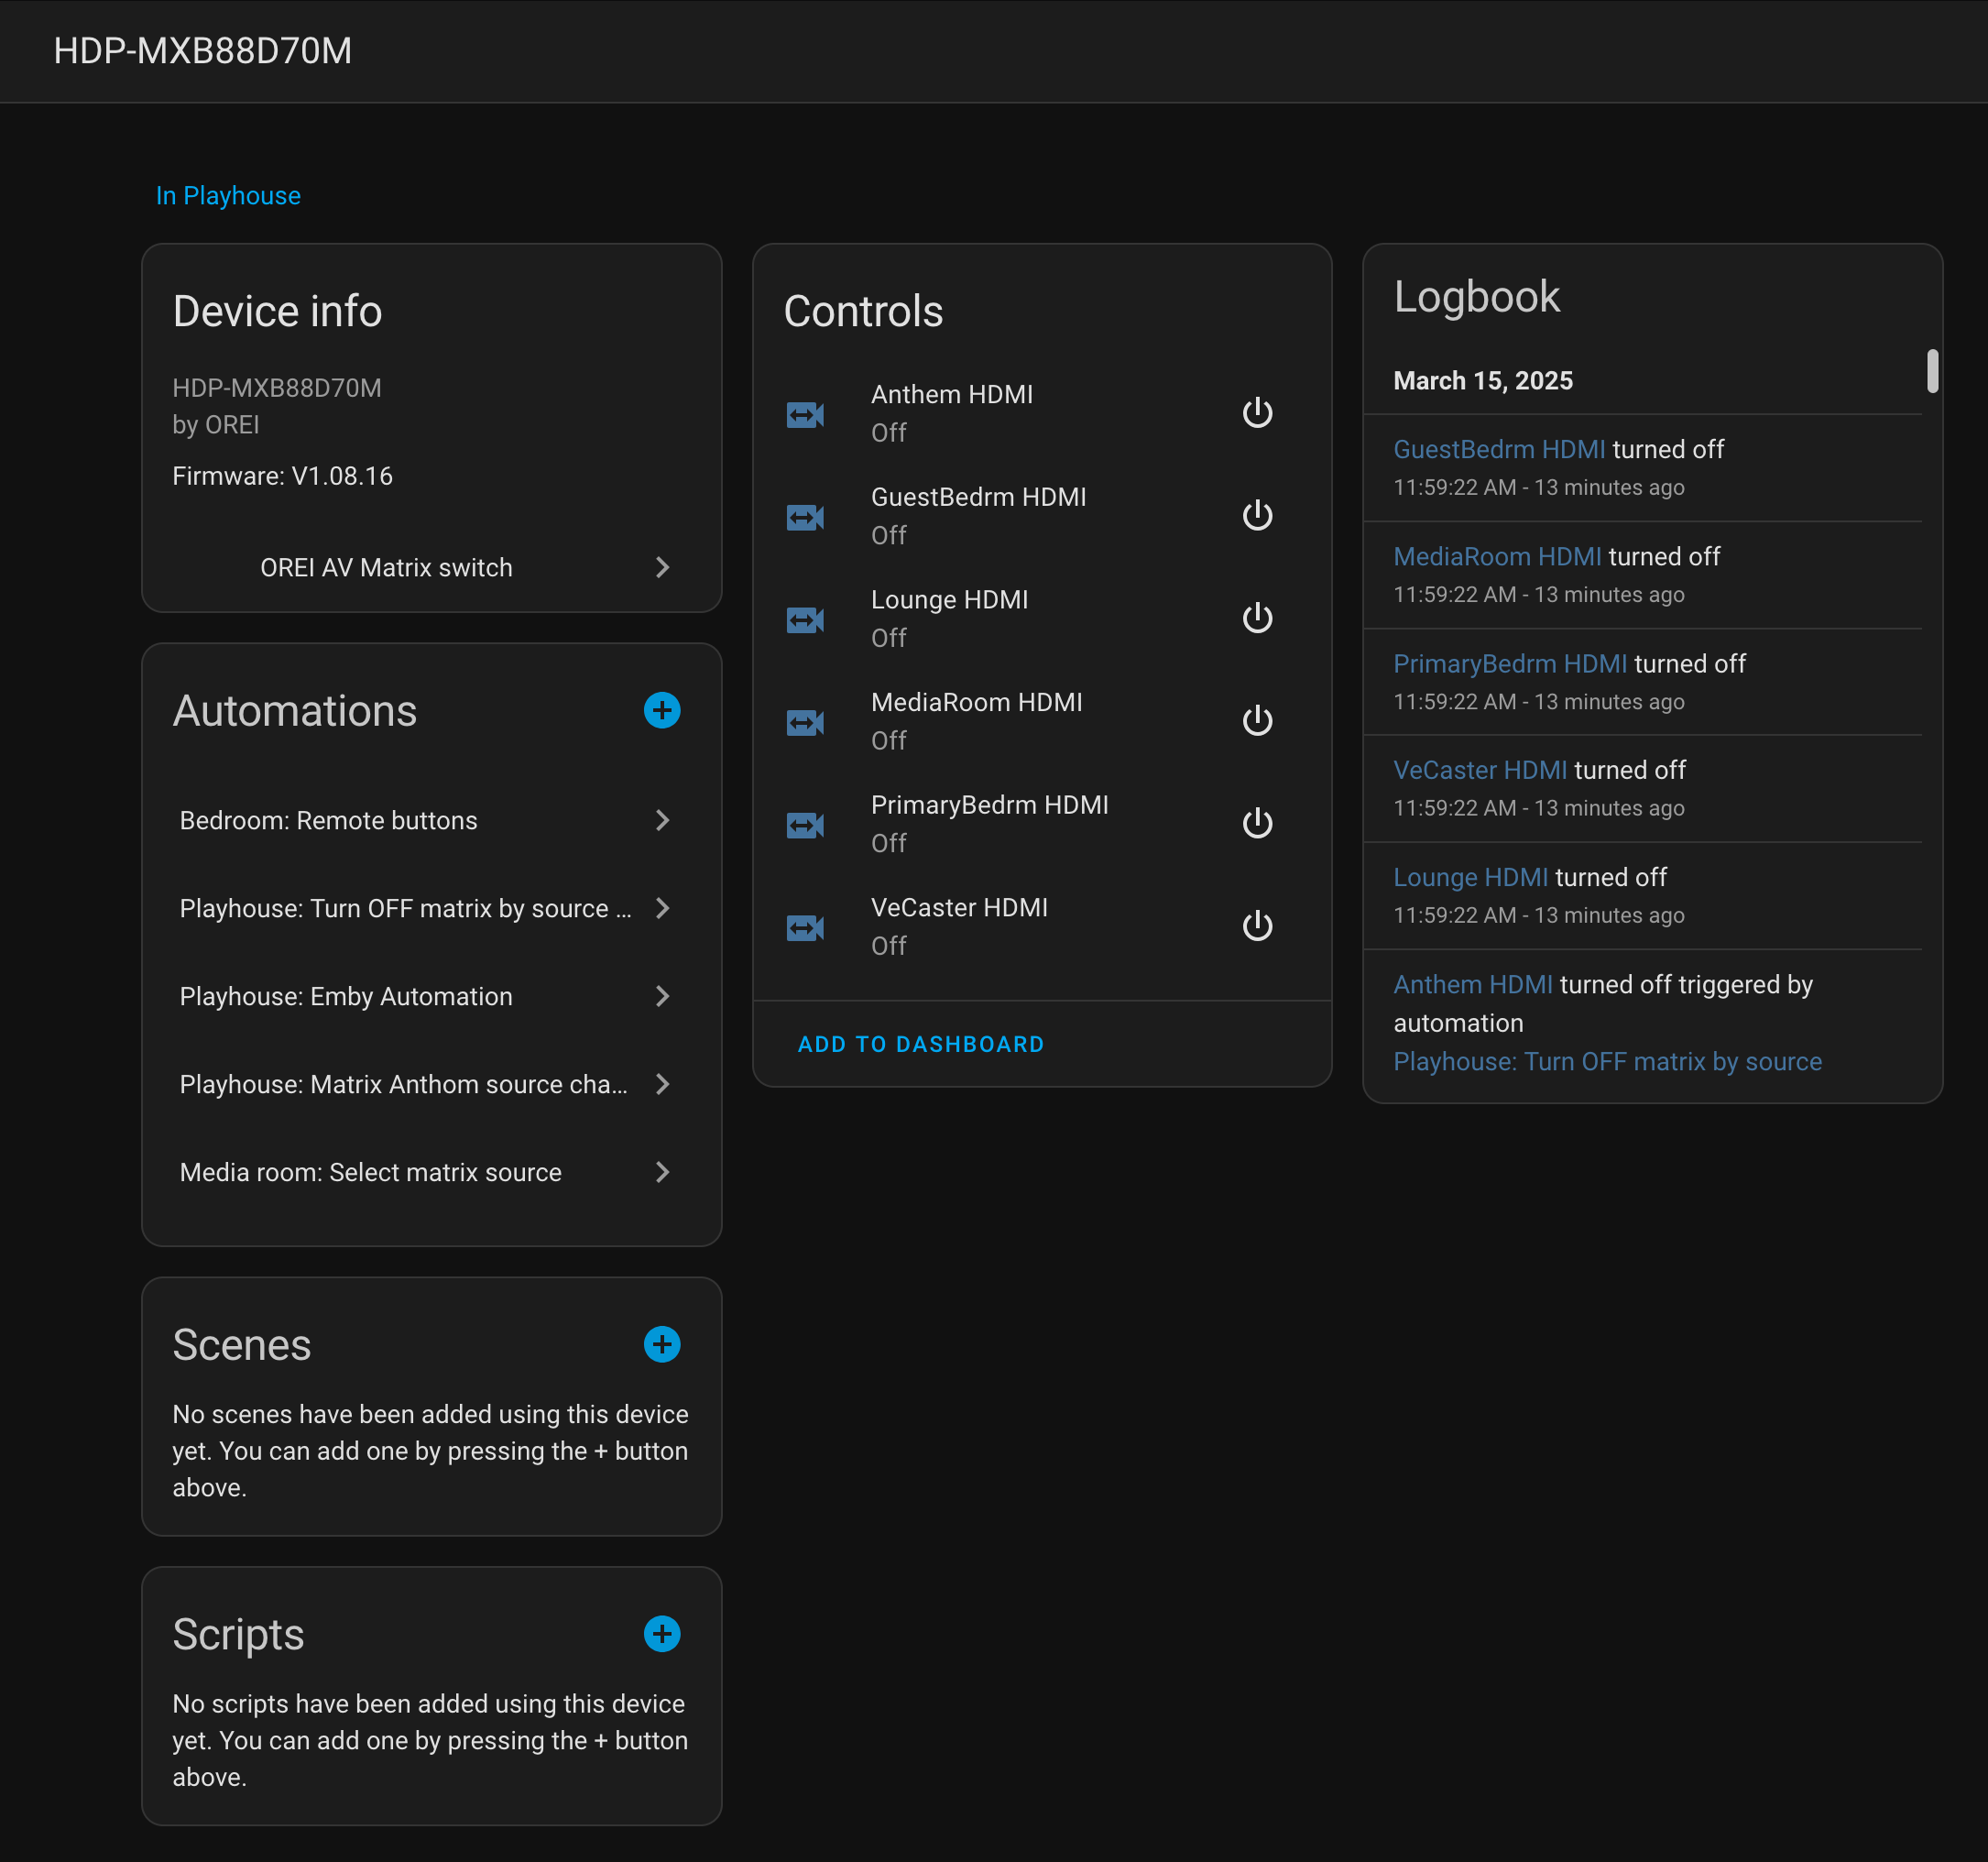 HDP-MXB88D70M
In Playhouse
Device info
HDP-MXB88D70M
by OREI
Firmware: V1.08.16
OREI AV Matrix switch
Automations
Bedroom: Remote buttons
Playhouse: Turn OFF matrix by source ...
Playhouse: Emby Automation
Playhouse: Matrix Anthom source cha...
Media room: Select matrix source
Scenes
No scenes have been added using this device
yet. You can add one by pressing the + button
above.
Scripts
No scripts have been added using this device
yet. You can add one by pressing the + button
above.
Controls
Anthem HDMI
Off
GuestBedrm HDMI
Off
Lounge HDMI
Off
MediaRoom HDMI
Off
PrimaryBedrm HDMI
Off
VeCaster HDMI
Off
ADD TO DASHBOARD
Logbook
March 15, 2025
GuestBedrm HDMI turned off
11:59:22 AM - 13 minutes ago
MediaRoom HDMI turned off
11:59:22 AM - 13 minutes ago
PrimaryBedrm HDMI turned off
11:59:22 AM - 13 minutes ago
VeCaster HDMI turned off
11:59:22 AM - 13 minutes ago
Lounge HDMI turned off
11:59:22 AM - 13 minutes ago
Anthem HDMI turned off triggered by
automation
Playhouse: Turn OFF matrix by source